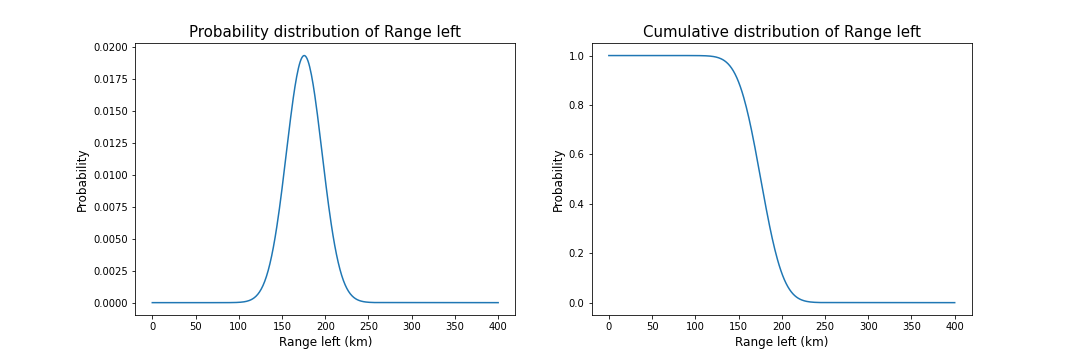 Probability distribution of Range left
0.0200
0.0175
0.0150
0.0125
0.0100
0.0075
0.0050
0.0025
0.0000
Probability
0 50 100 150 200 250 300 350 400
Range left (km)
Cumulative distribution of Range left
1.0
0.8
0.6
0.4
0.2
0.0
Probability
0 50 100 150 200 250 300 350 400
Range left (km)